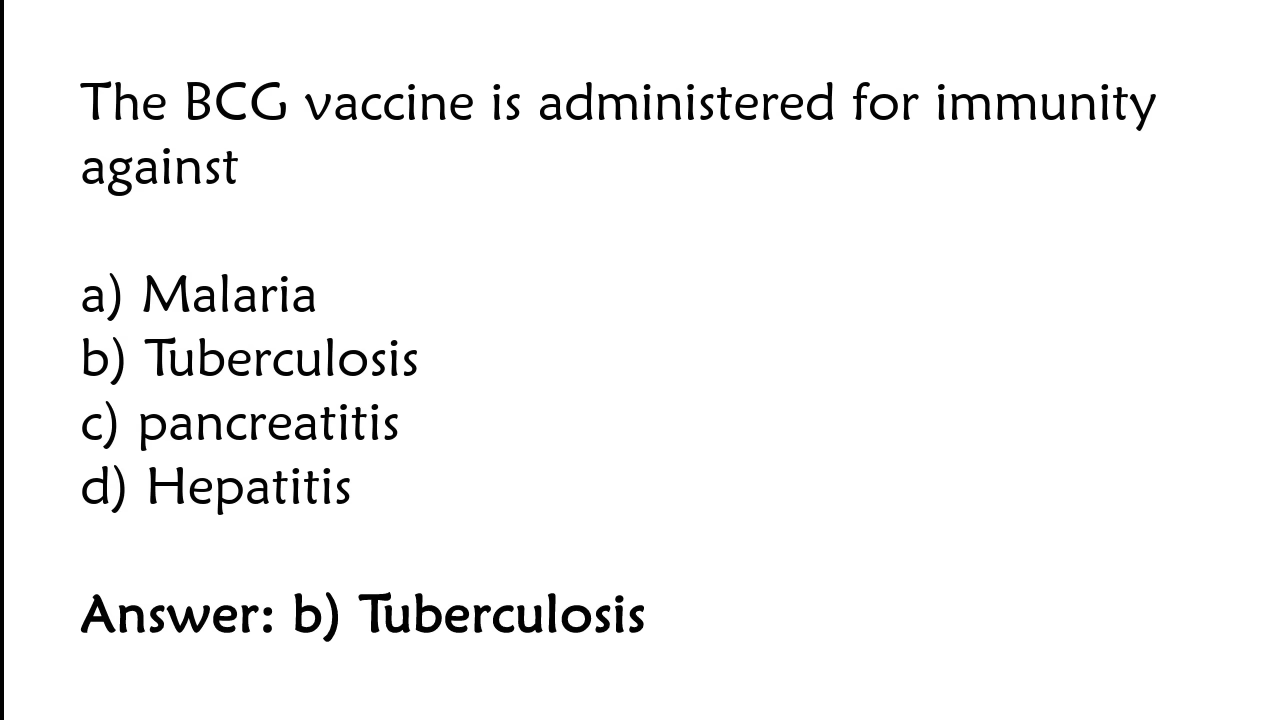 The BCG vaccine is administered for immunity
against
a) Malaria
b) Tuberculosis
c) pancreatitis
d) Hepatitis
Answer: b) Tuberculosis